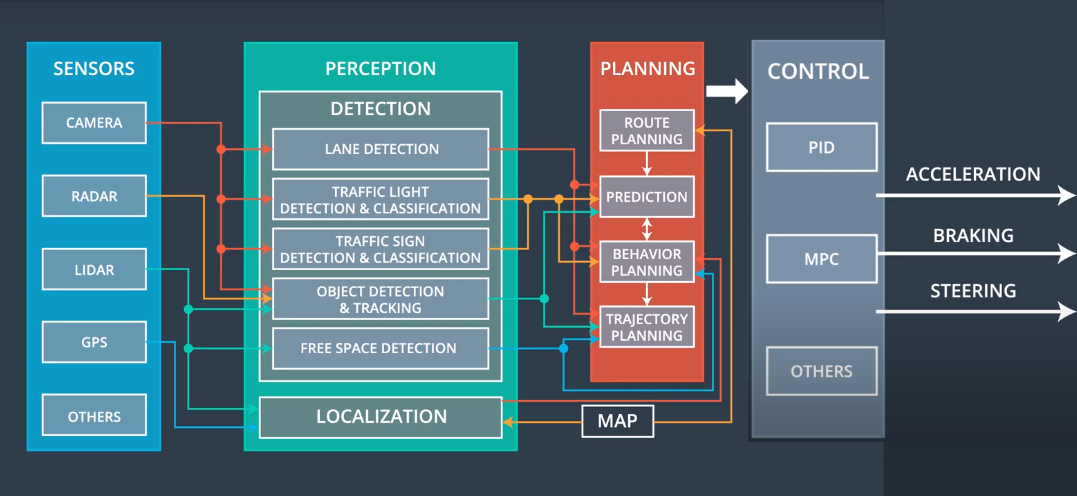 SENSORS
CAMERA
RADAR
LIDAR
GPS
OTHERS
PERCEPTION
DETECTION
LANE DETECTION
TRAFFIC LIGHT
DETECTION & CLASSIFICATION
TRAFFIC SIGN
DETECTION & CLASSIFICATION
OBJECT DETECTION
& TRACKING
FREE SPACE DETECTION
LOCALIZATION
PLANNING
ROUTE
PLANNING
PREDICTION
BEHAVIOR
PLANNING
TRAJECTORY
PLANNING
MAP
CONTROL
PID
MPC
OTHERS
ACCELERATION
BRAKING
STEERING